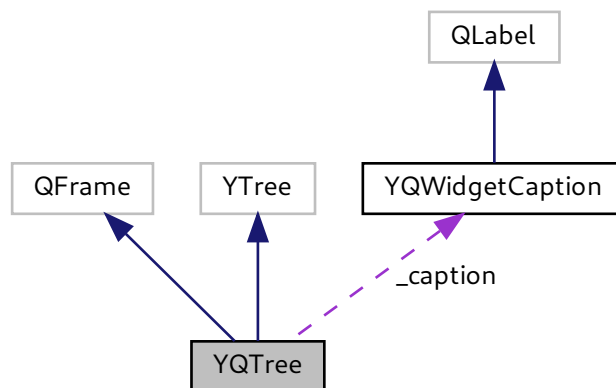 QLabel
QFrame
YTree
YQWidgetCaption
_caption
YQTree